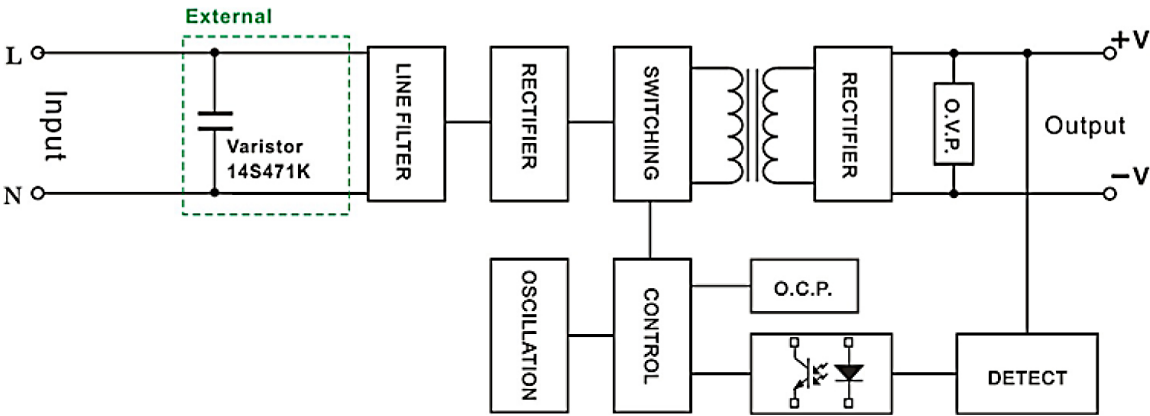 External
L
Input
N
Varistor
14S471K
LINE FILTER
RECTIFIER
SWITCHING
RECTIFIER
O.V.P.
+V
Output
−V
OSCILLATION
CONTROL
O.C.P.
DETECT